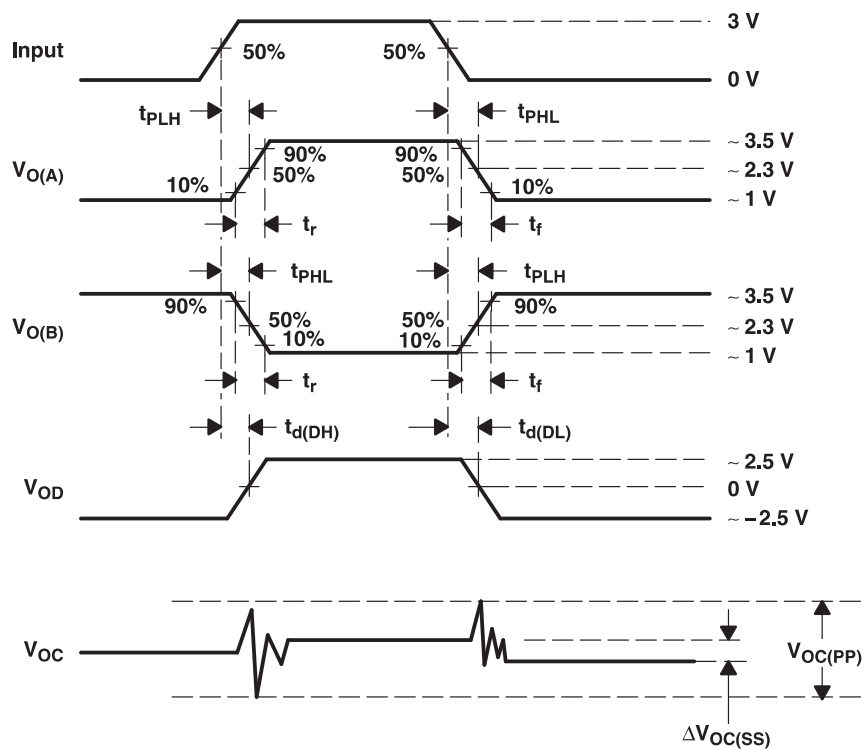 3 V
Input 50% 50%
0 V
tPLH tPHL
~ 3.5 V
90% 90%
VO(A) 50% 50% ~ 2.3 V
10% 10%
~ 1 V
tr tf
tPHL tPLH
90% 90% ~ 3.5 V
VO(B) 50% 50% ~ 2.3 V
10% 10%
~ 1 V
tr tf
td(DH) td(DL)
~ 2.5 V
VOD 0 V
~ −2.5 V
VOC VOC(PP)
ΔVOC(SS)